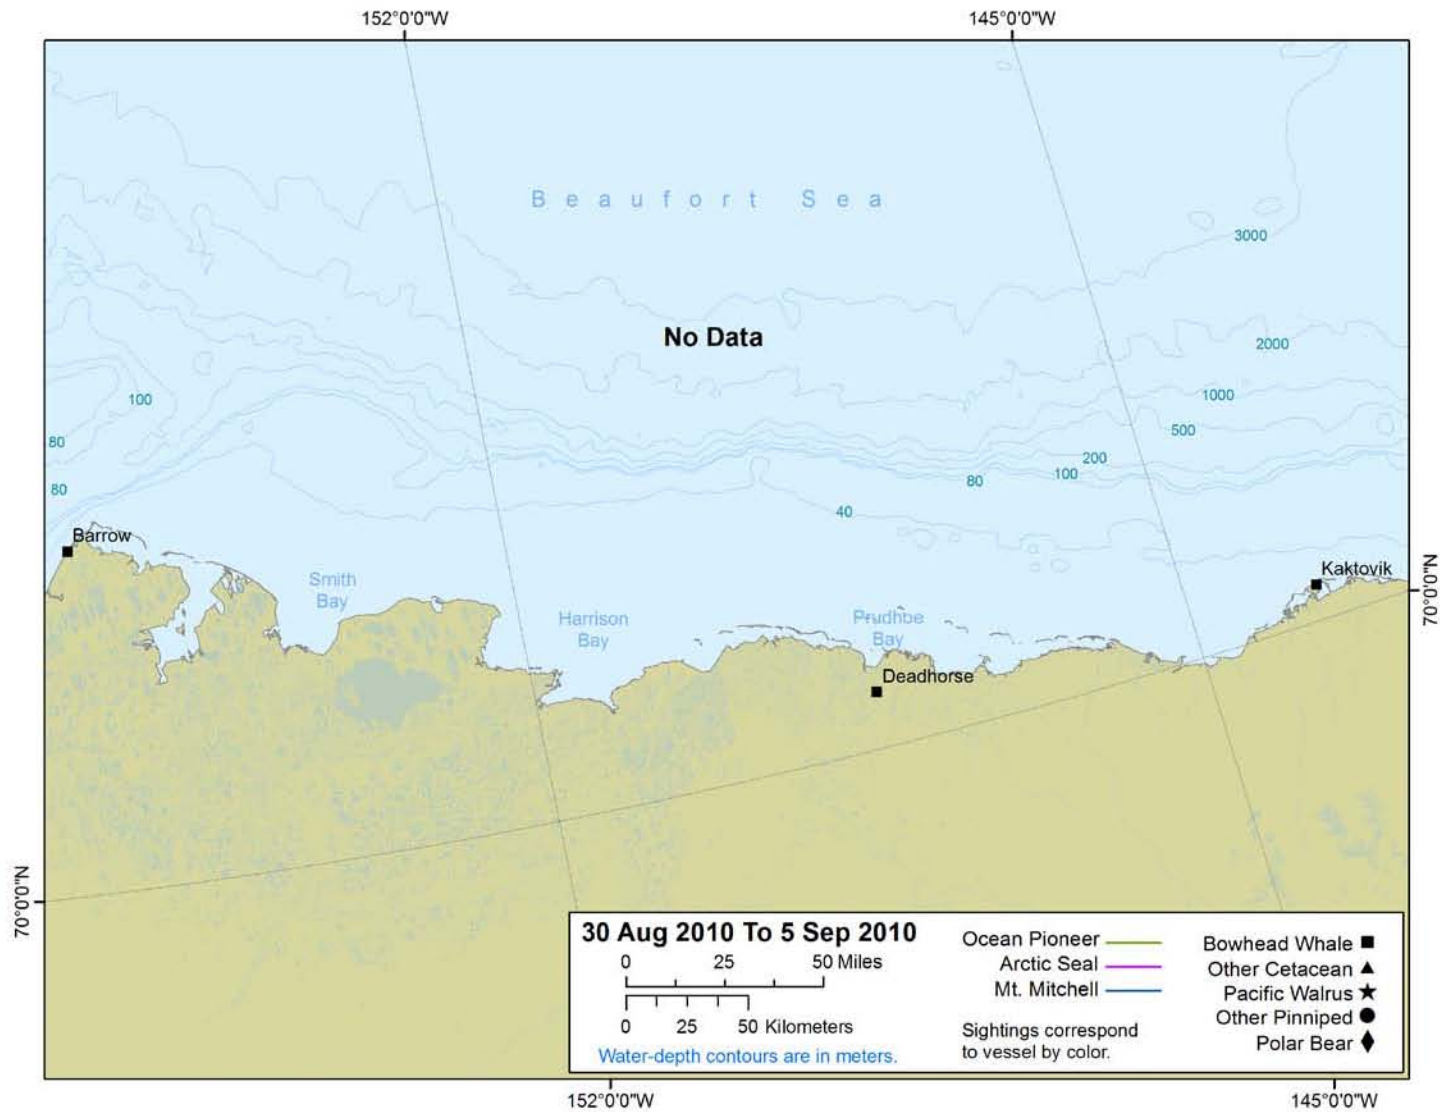 152°0'0"W
145°0'0"W
Beaufort Sea
3000
No Data
2000
1000
100
500
80
200
100
80
80
40
Barrow
Kaktovik
70°0'0"N
Smith
Bay
Harrison
Bay
Prudhoe
Bay
Deadhorse
70°0'0"N
30 Aug 2010 To 5 Sep 2010
0 25 50 Miles
0 25 50 Kilometers
Water-depth contours are in meters.
Ocean Pioneer
Arctic Seal
Mt. Mitchell
Sightings correspond
to vessel by color.
Bowhead Whale
Other Cetacean
Pacific Walrus
Other Pinniped
Polar Bear
152°0'0"W
145°0'0"W